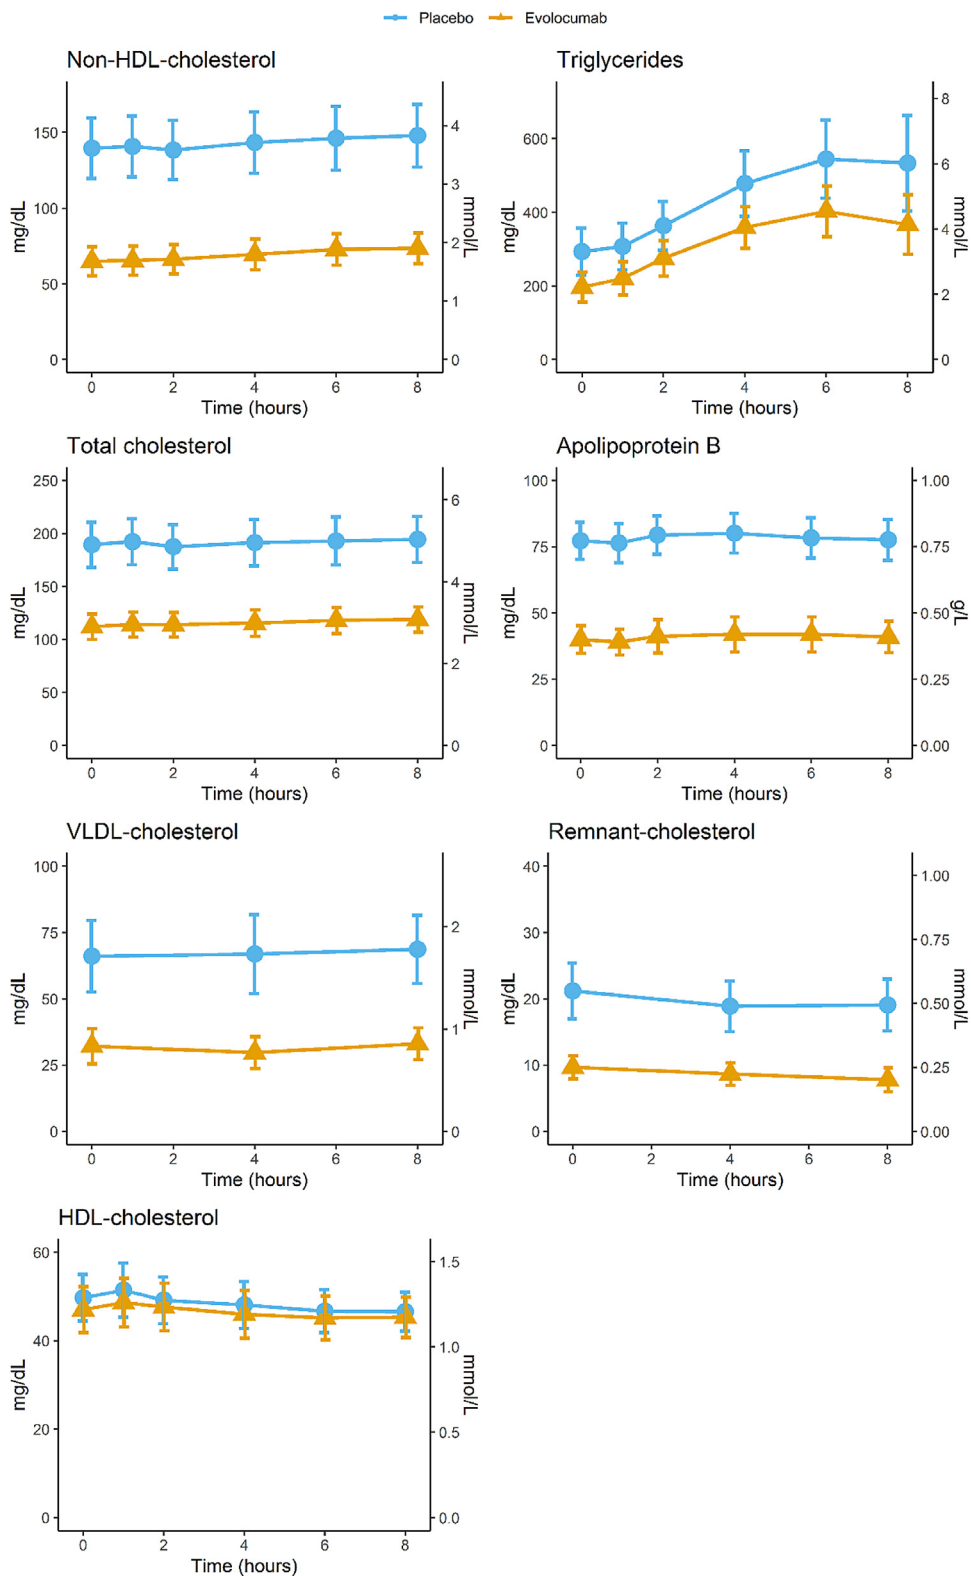 Placebo Evolocumab
Non-HDL-cholesterol
mg/dL
150
100
50
0
4
3
2
1
0
mmol/L
0 2 4 6 8
Time (hours)
Triglycerides
mg/dL
600
400
200
0
8
6
4
2
0
mmol/L
0 2 4 6 8
Time (hours)
Total cholesterol
mg/dL
250
200
150
100
50
0
6
4
2
0
mmol/L
0 2 4 6 8
Time (hours)
Apolipoprotein B
mg/dL
100
75
50
25
0
1.00
0.75
0.50
0.25
0.00
g/L
0 2 4 6 8
Time (hours)
VLDL-cholesterol
mg/dL
100
75
50
25
0
2
1
0
mmol/L
0 2 4 6 8
Time (hours)
Remnant-cholesterol
mg/dL
40
30
20
10
0
1.00
0.75
0.50
0.25
0.00
mmol/L
0 2 4 6 8
Time (hours)
HDL-cholesterol
mg/dL
60
40
20
0
1.5
1.0
0.5
0.0
mmol/L
0 2 4 6 8
Time (hours)